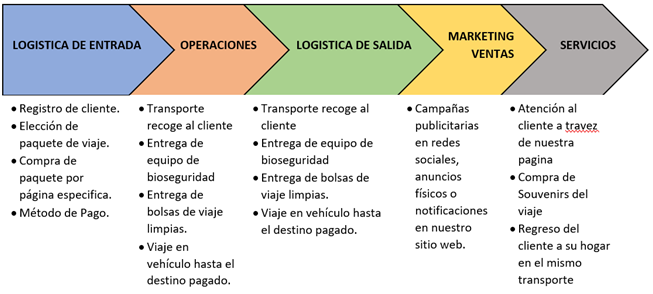 LOGISTICA DE ENTRADA
OPERACIONES
LOGISTICA DE SALIDA
MARKETING
VENTAS
SERVICIOS
• Registro de cliente.
• Elección de
paquete de viaje.
• Compra de
paquete por
página especifica.
• Método de Pago.
• Transporte
recoge al cliente
• Entrega de
equipo de
bioseguridad
• Entrega de
bolsas de viaje
limpias.
• Viaje en
vehículo hasta el
destino pagado.
• Transporte recoge al
cliente
• Entrega de equipo de
bioseguridad
• Entrega de bolsas de
viaje limpias.
• Viaje en vehículo hasta
el destino pagado.
• Campañas
publicitarias
en redes
sociales,
anuncios
físicos o
notificaciones
en nuestro
sitio web.
• Atención al
cliente a travez
de nuestra
pagina
• Compra de
Souvenirs del
viaje
• Regreso del
cliente a su hogar
en el mismo
transporte